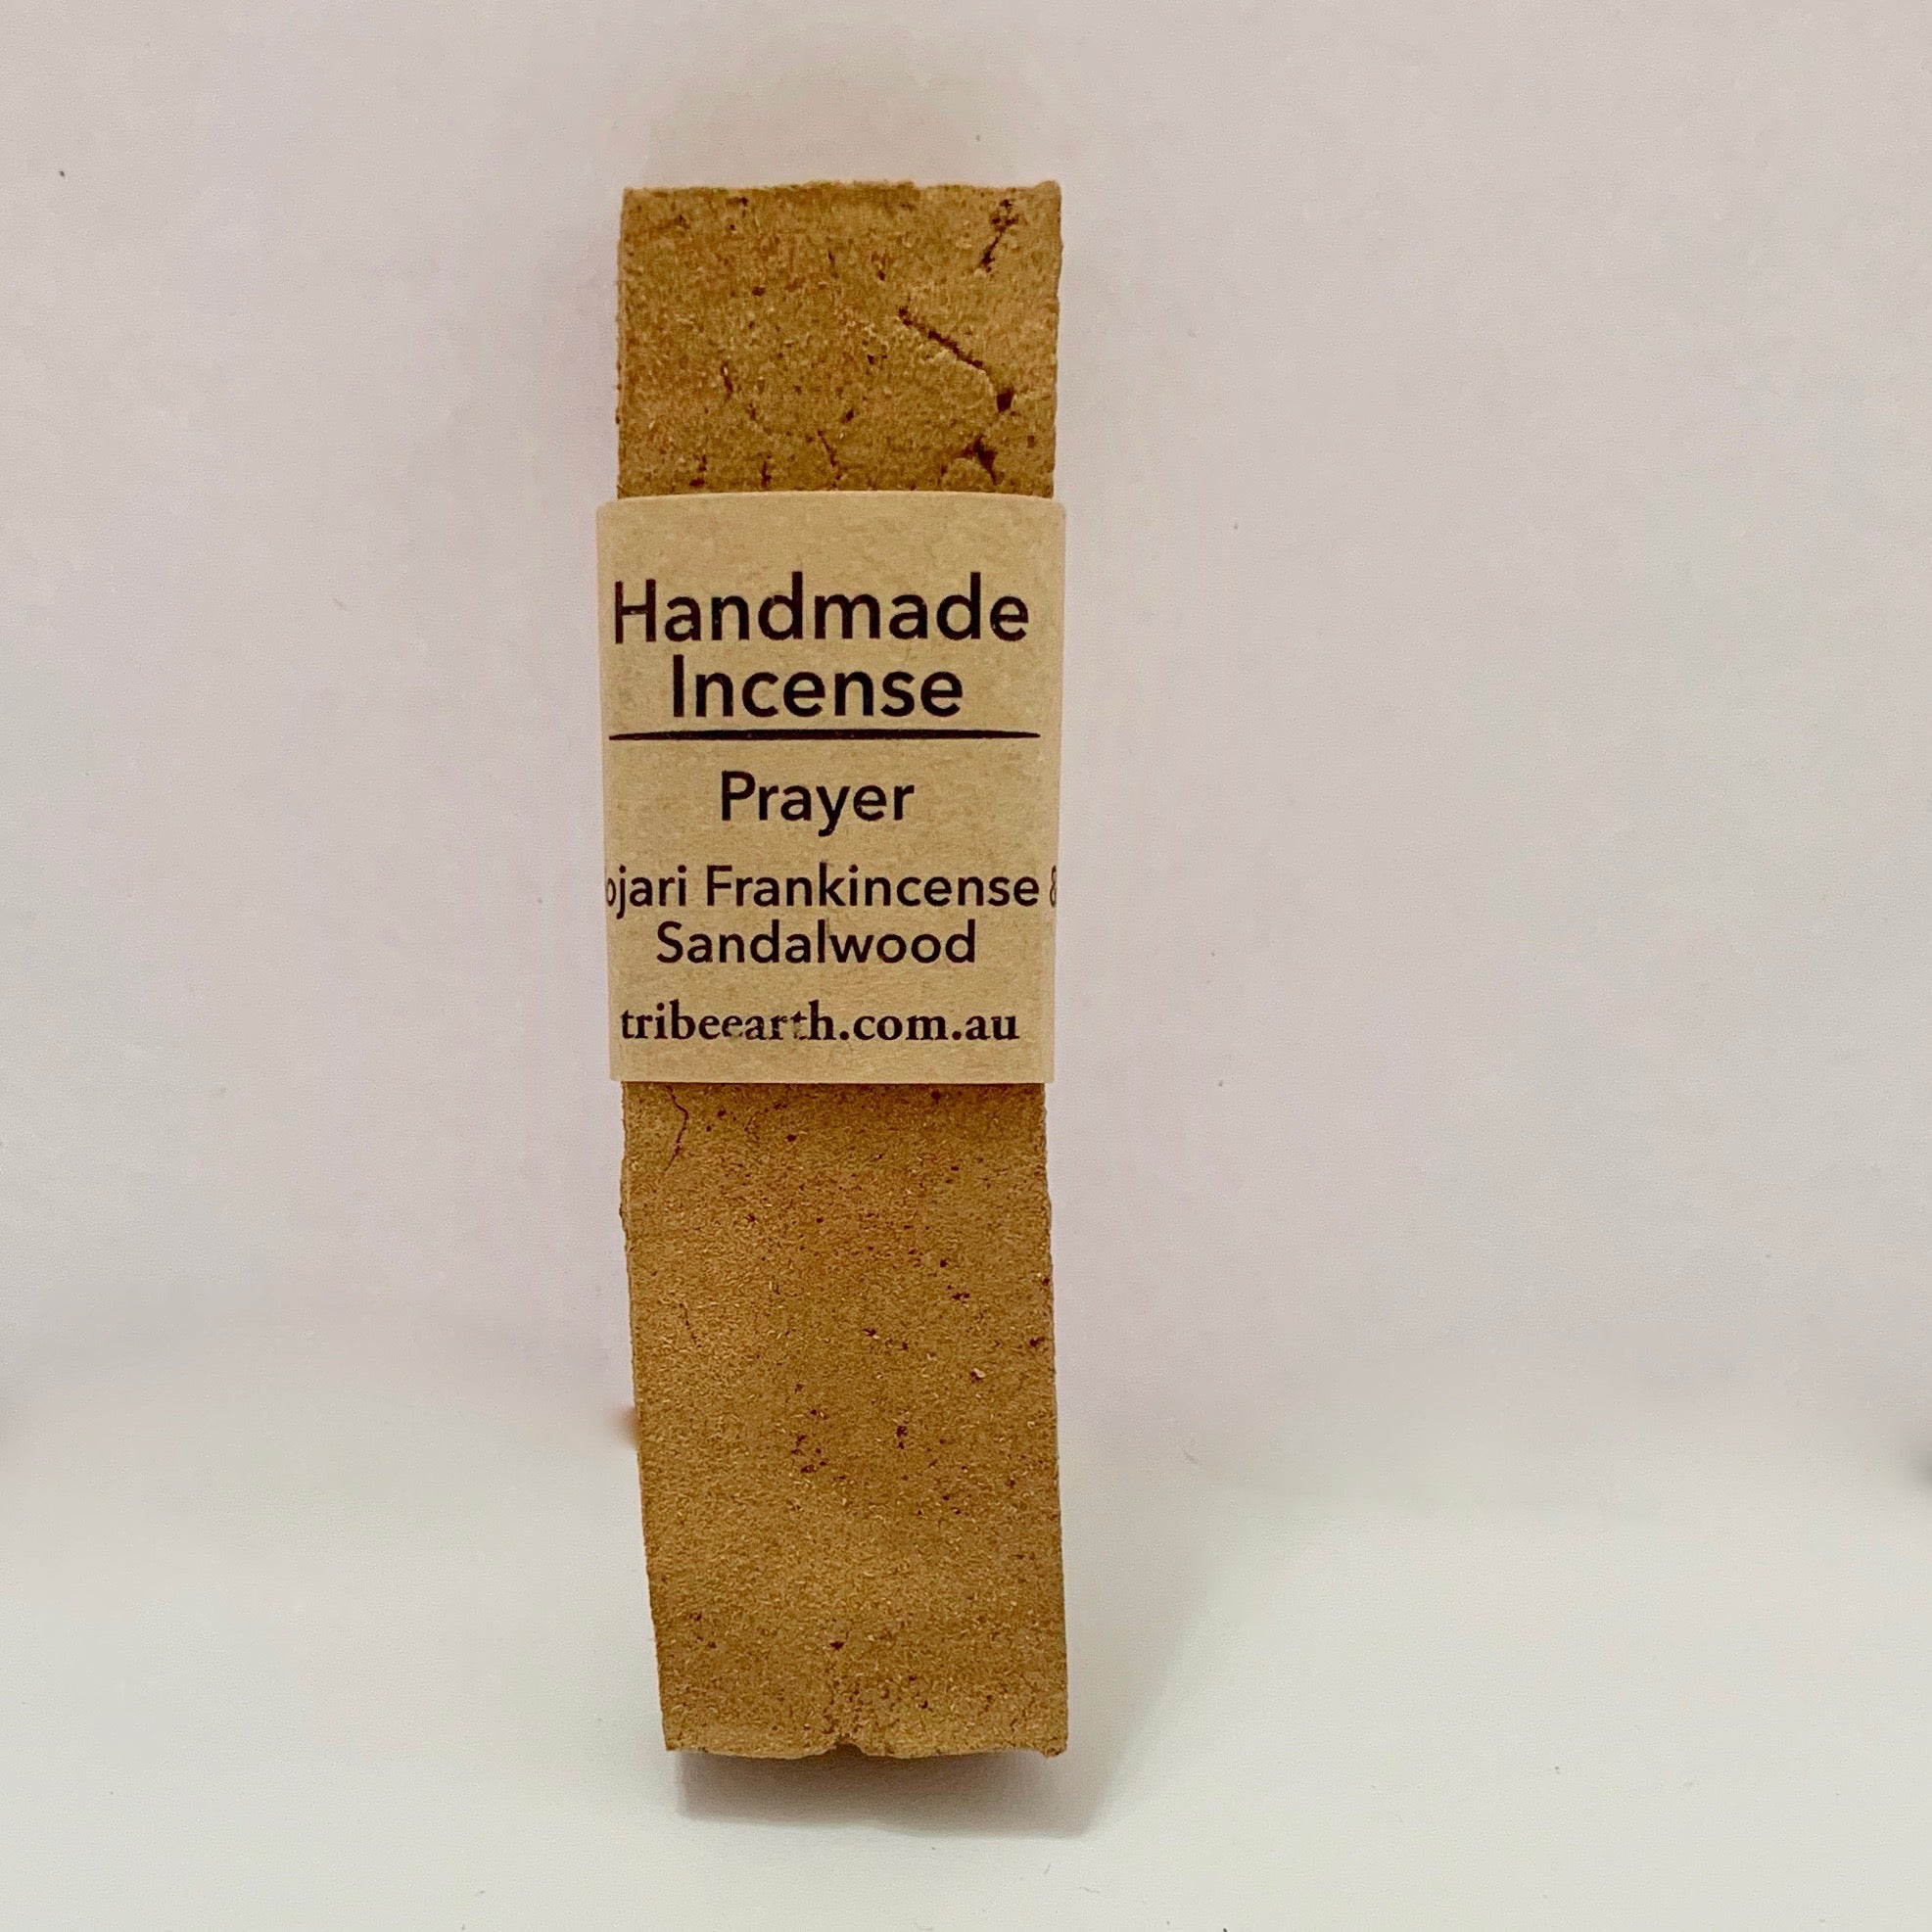 Handmade
Incense
Prayer
ojari Frankincense &
Sandalwood
tribeearth.com.au